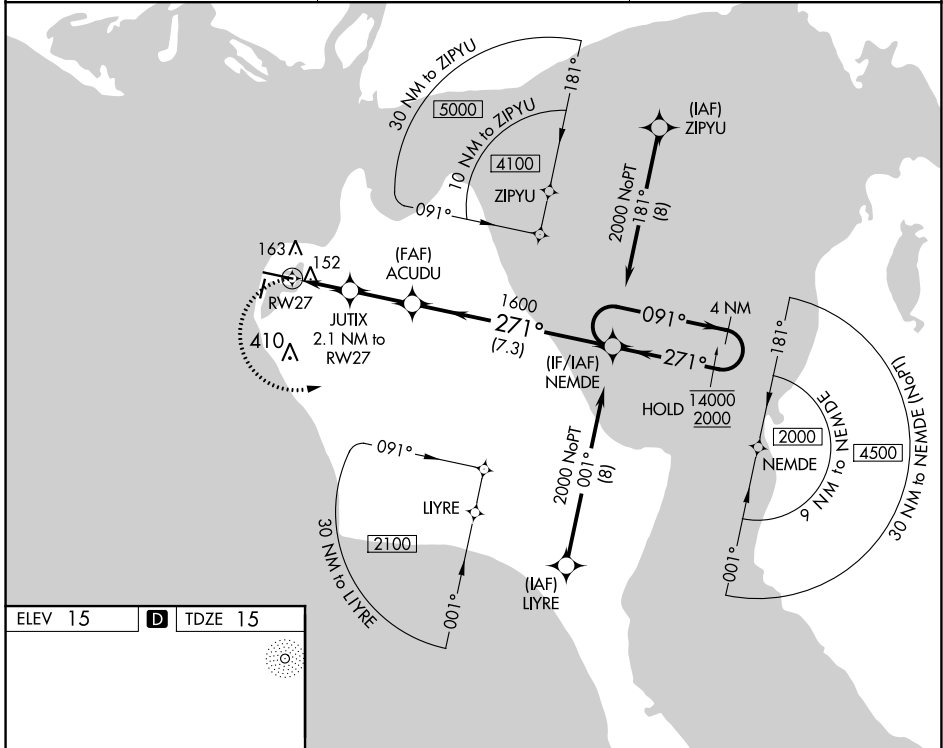 30 NM to ZIPYU
5000
181°
10 NM to ZIPYU
4100
ZIPYU
091°
(IAF)
ZIPYU
2000 NoPT
181°
(8)
163
152
RW27
JUTIX
2.1 NM to
RW27
410
(FAF)
ACUDU
1600
271°
(7.3)
(IF/IAF)
NEMDE
091°
4 NM
271°
HOLD
14000
2000
181°
2000
NEMDE
6 NM to NEMDE
4500
30 NM to NEMDE (NoPT)
001°
2000 NoPT
001°
(8)
(IAF)
LIYRE
091°
LIYRE
2100
30 NM to LIYRE
001°
ELEV 15
D
TDZE 15